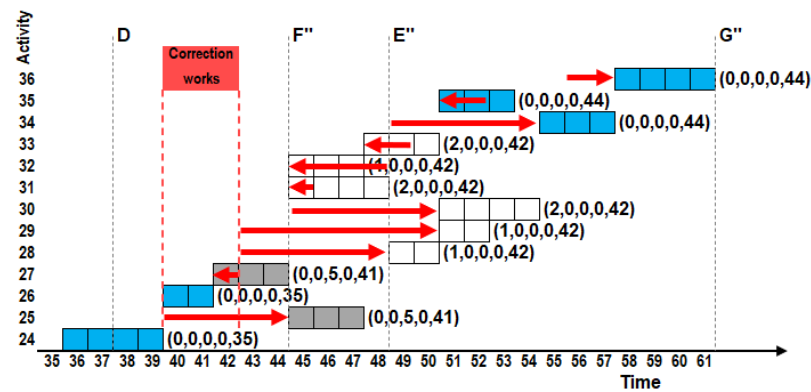 D F" E" G"
Correction
works
Activity
36 (0,0,0,0,44)
35 (0,0,0,0,44)
34 (0,0,0,0,44)
33 (2,0,0,0,42)
32 (1,0,0,0,42)
31 (2,0,0,0,42)
30 (2,0,0,0,42)
29 (1,0,0,0,42)
28 (1,0,0,0,42)
27 (0,0,5,0,41)
26 (0,0,0,0,35)
25 (0,0,5,0,41)
24 (0,0,0,0,35)
35 36 37 38 39 40 41 42 43 44 45 46 47 48 49 50 51 52 53 54 55 56 57 58 59 60 61
Time